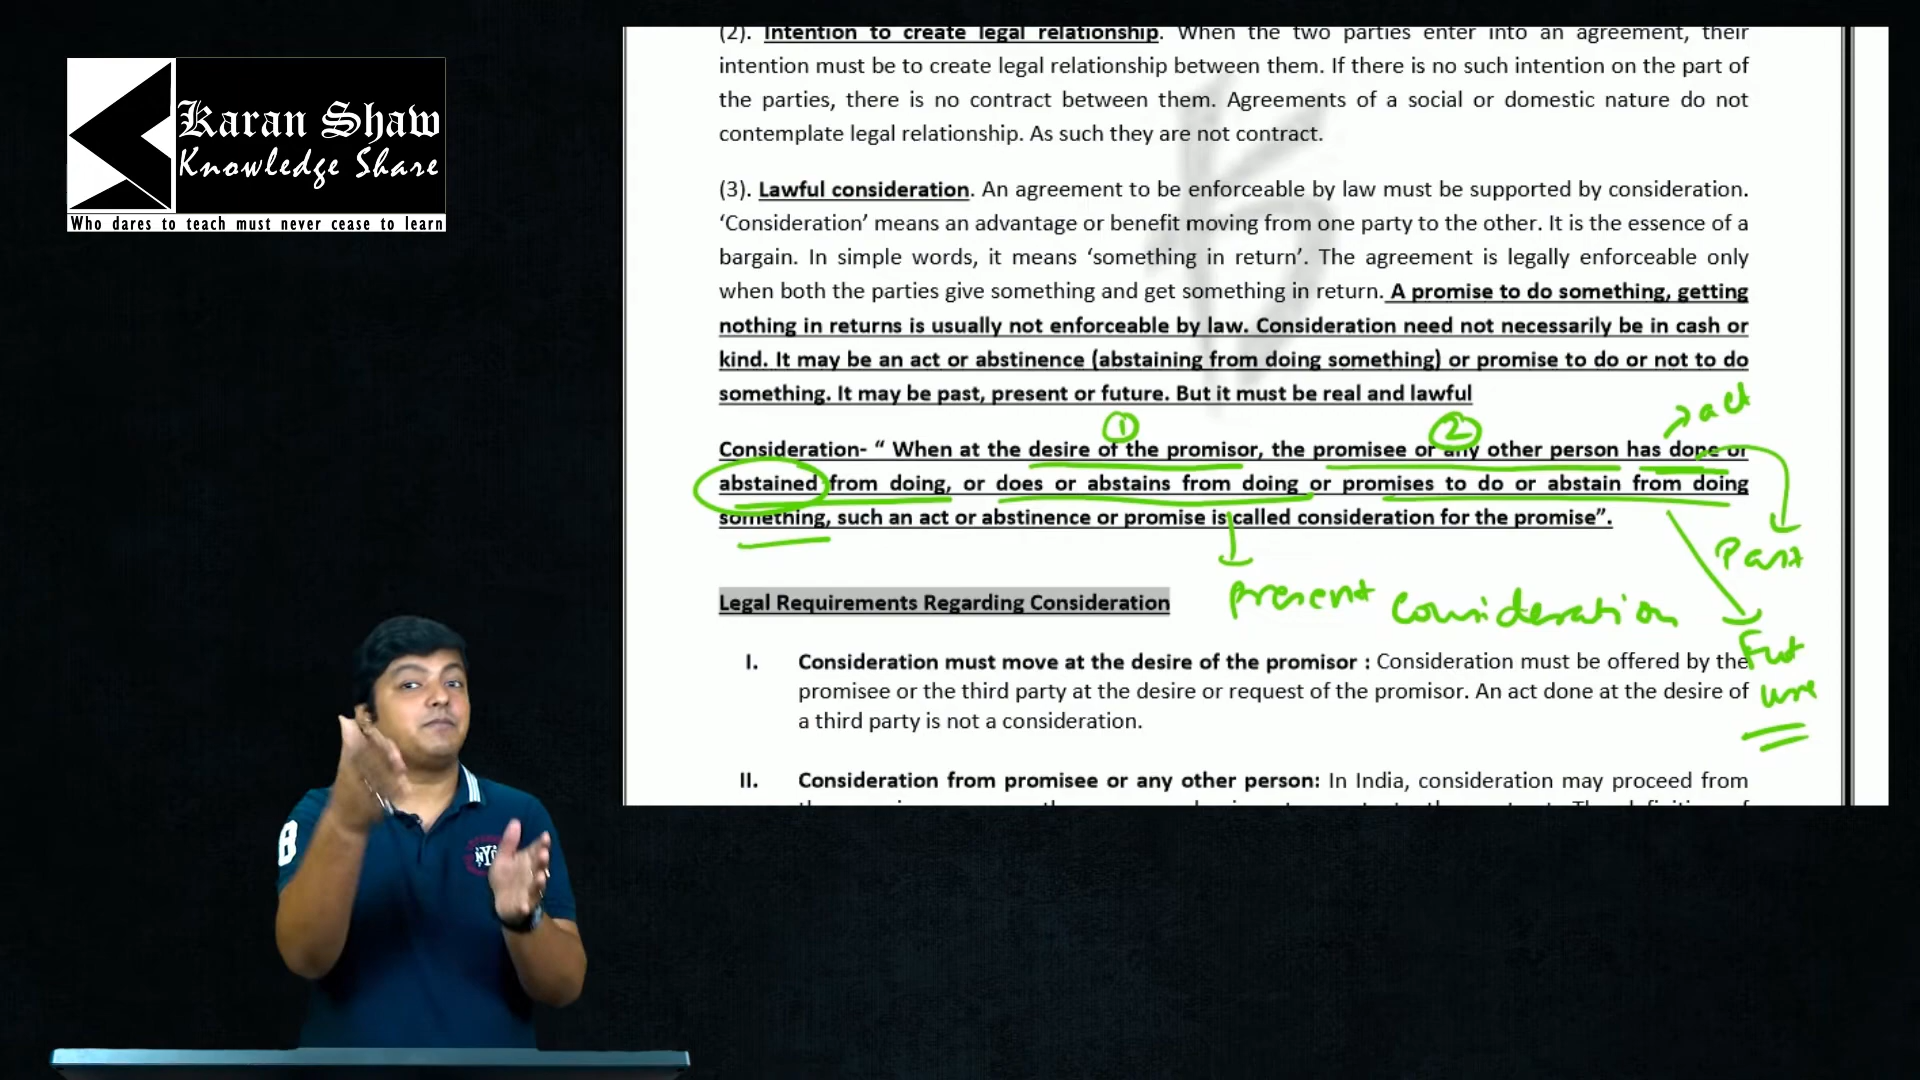 Karan Shaw
Knowledge Share
Who dares to teach must never cease to learn
(2). Intention to create legal relationship. When the two parties enter into an agreement, their
intention must be to create legal relationship between them. If there is no such intention on the part of
the parties, there is no contract between them. Agreements of a social or domestic nature do not
contemplate legal relationship. As such they are not contract.
(3). Lawful consideration. An agreement to be enforceable by law must be supported by consideration.
‘Consideration’ means an advantage or benefit moving from one party to the other. It is the essence of a
bargain. In simple words, it means ‘something in return’. The agreement is legally enforceable only
when both the parties give something and get something in return. A promise to do something, getting
nothing in returns is usually not enforceable by law. Consideration need not necessarily be in cash or
kind. It may be an act or abstinence (abstaining from doing something) or promise to do or not to do
something. It may be past, present or future. But it must be real and lawful
act
1 2
Consideration- “ When at the desire of the promisor, the promisee or any other person has done or
abstained from doing, or does or abstains from doing or promises to do or abstain from doing
something, such an act or abstinence or promise is called consideration for the promise”.
Past
Present Consideration
Legal Requirements Regarding Consideration
Fut
ure
I. Consideration must move at the desire of the promisor : Consideration must be offered by the
promisee or the third party at the desire or request of the promisor. An act done at the desire of
a third party is not a consideration.
II. Consideration from promisee or any other person: In India, consideration may proceed from
B
NYC